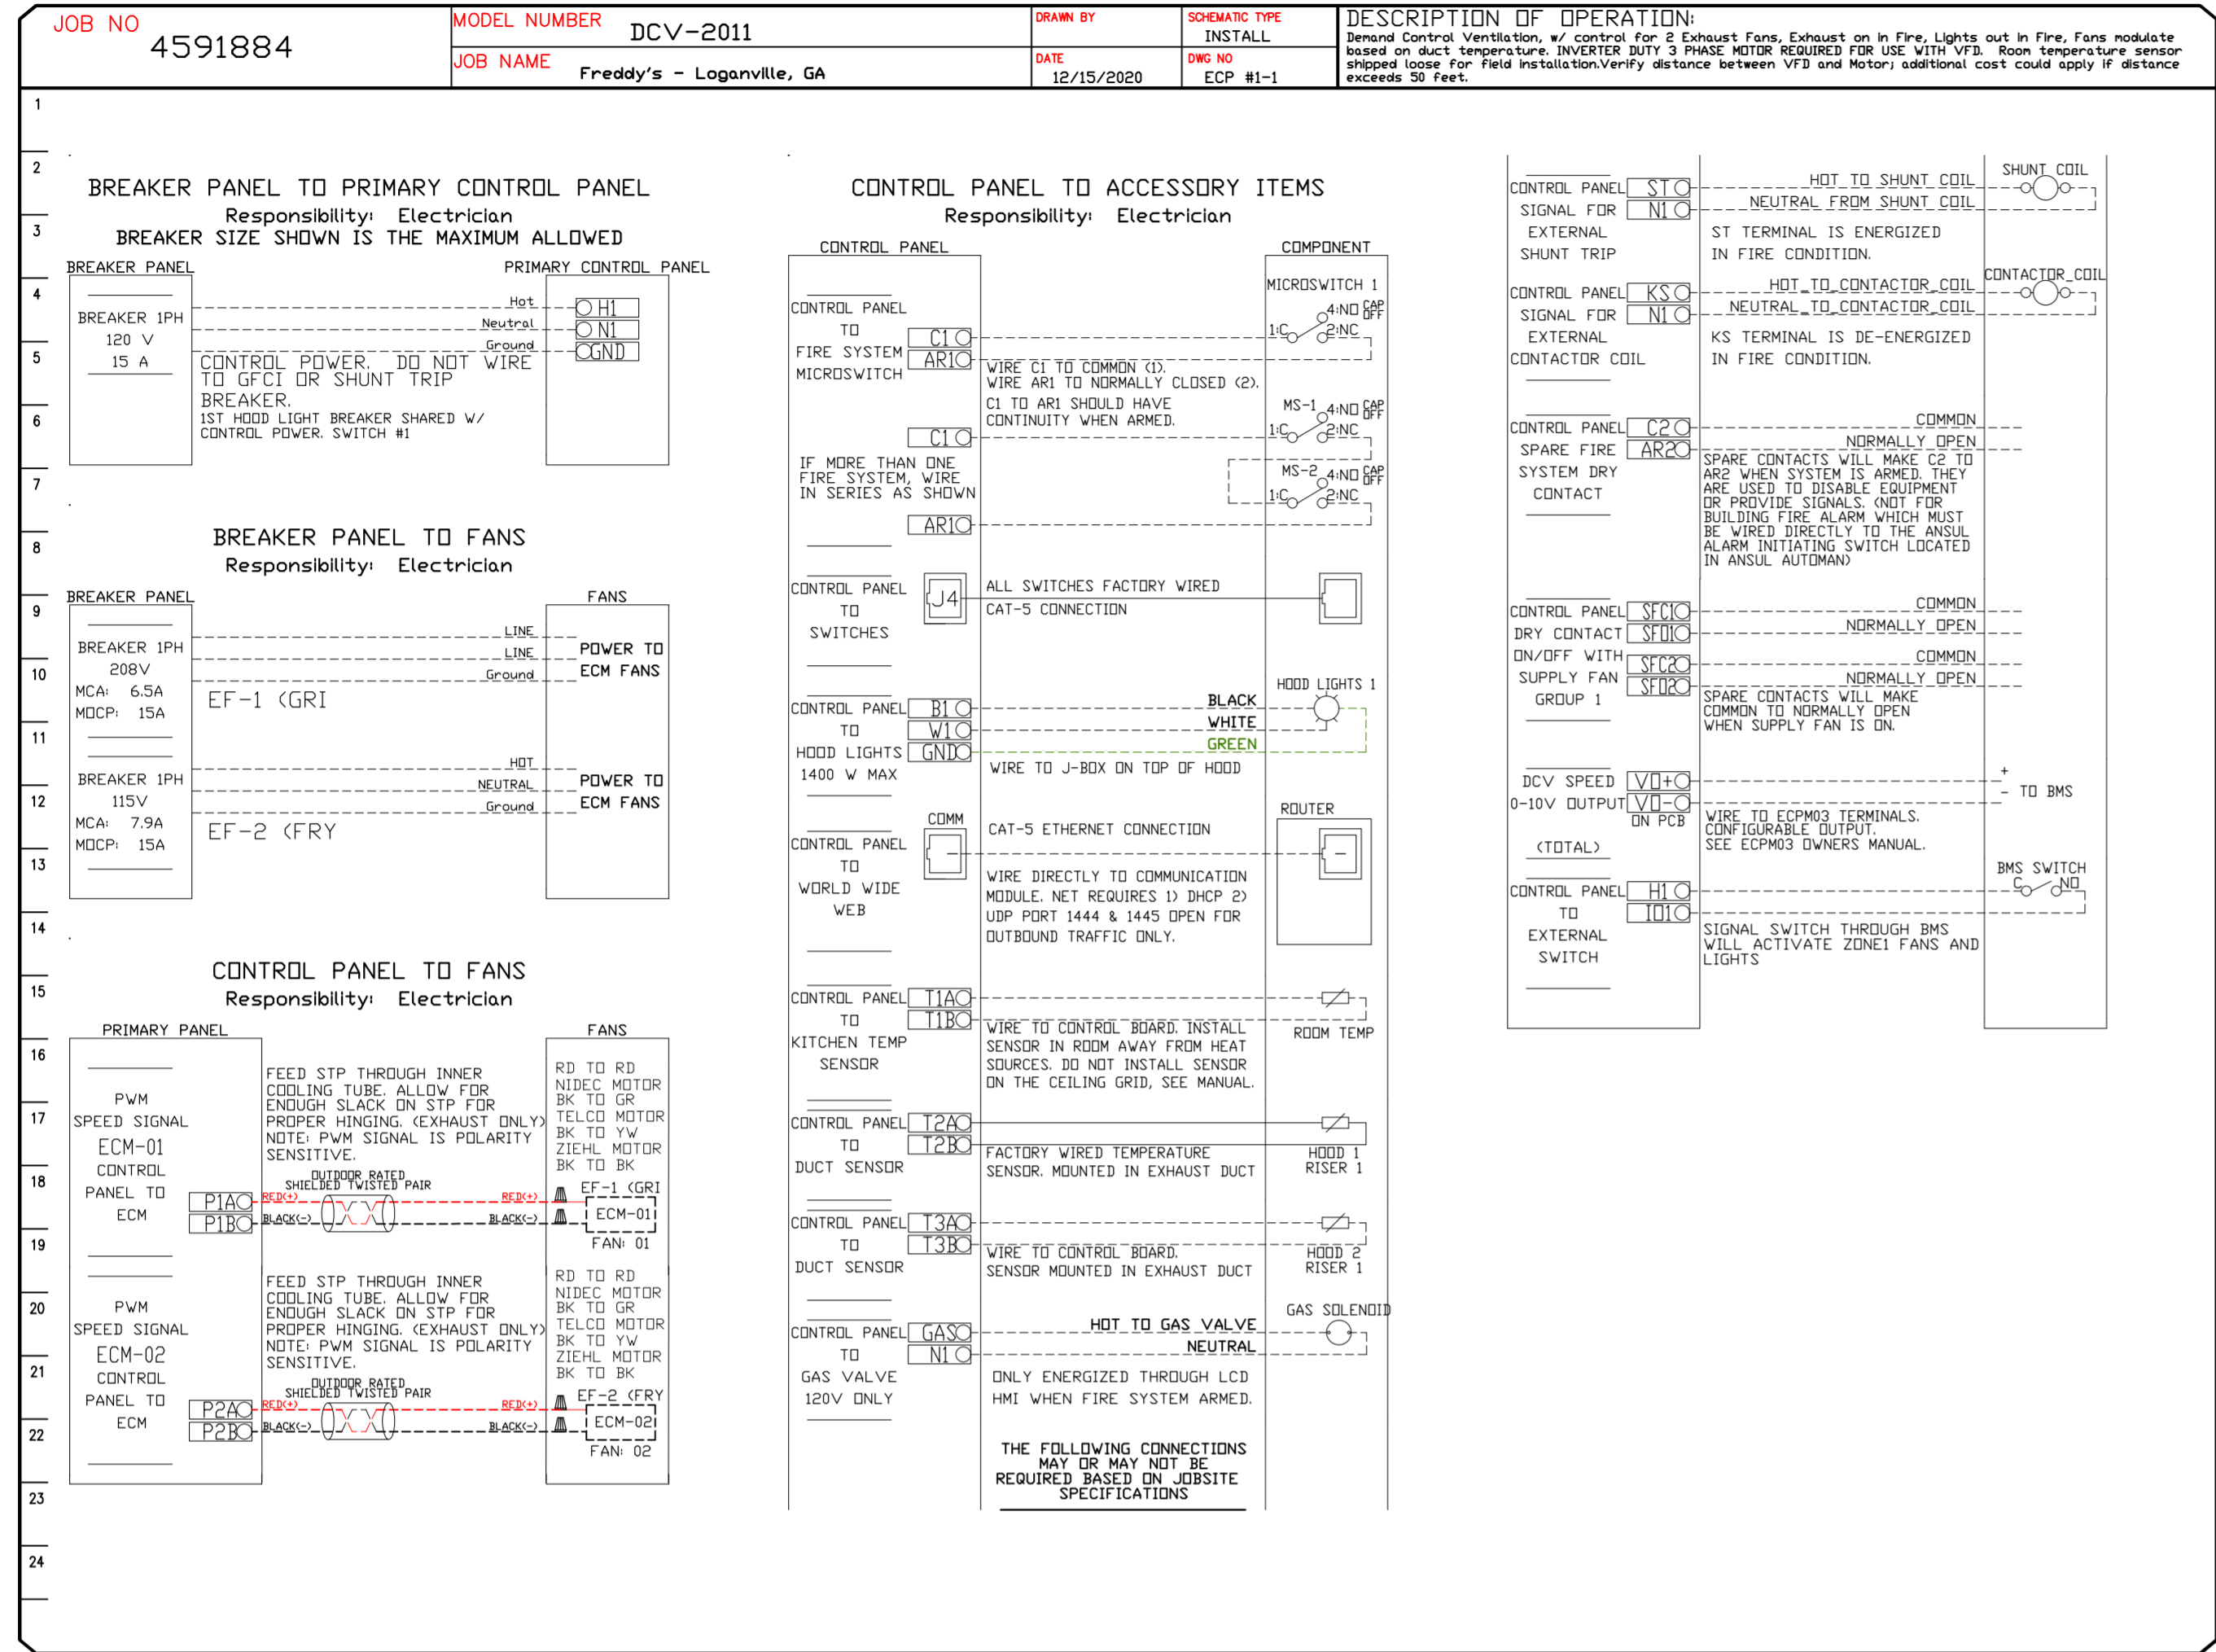 JOB NO
4591884
MODEL NUMBER
DCV-2011
JOB NAME
Freddy's - Loganville, GA
DRAWN BY
DATE
12/15/2020
SCHEMATIC TYPE
INSTALL
DWG NO
ECP #1-1
DESCRIPTION OF OPERATION:
Demand Control Ventilation, w/ control for 2 Exhaust Fans, Exhaust on in Fire, Lights out in Fire, Fans modulate
based on duct temperature. INVERTER DUTY 3 PHASE MOTOR REQUIRED FOR USE WITH VFD. Room temperature sensor
shipped loose for field installation.Verify distance between VFD and Motor; additional cost could apply if distance
exceeds 50 feet.
1
2
3
4
5
6
7
8
9
10
11
12
13
14
15
16
17
18
19
20
21
22
23
24
BREAKER PANEL TO PRIMARY CONTROL PANEL
Responsibility: Electrician
BREAKER SIZE SHOWN IS THE MAXIMUM ALLOWED
BREAKER PANEL
PRIMARY CONTROL PANEL
BREAKER 1PH
120 V
15 A
Hot
H1
Neutral
N1
Ground
GND
CONTROL POWER. DO NOT WIRE
TO GFCI OR SHUNT TRIP
BREAKER.
1ST HOOD LIGHT BREAKER SHARED W/
CONTROL POWER. SWITCH #1
BREAKER PANEL TO FANS
Responsibility: Electrician
BREAKER PANEL
FANS
BREAKER 1PH
208V
MCA: 6.5A
MOCP: 15A
LINE
LINE
Ground
POWER TO
ECM FANS
EF-1 (GRI
BREAKER 1PH
115V
MCA: 7.9A
MOCP: 15A
HOT
NEUTRAL
Ground
POWER TO
ECM FANS
EF-2 (FRY
CONTROL PANEL TO FANS
Responsibility: Electrician
PRIMARY PANEL
FANS
PWM
SPEED SIGNAL
ECM-01
CONTROL
PANEL TO
ECM
P1A
P1B
FEED STP THROUGH INNER
COOLING TUBE. ALLOW FOR
ENOUGH SLACK ON STP FOR
PROPER HINGING. (EXHAUST ONLY)
NOTE: PWM SIGNAL IS POLARITY
SENSITIVE.
OUTDOOR RATED
SHIELDED TWISTED PAIR
RED(+)
RED(+)
BLACK(-)
BLACK(-)
RD TO RD
NIDEC MOTOR
BK TO GR
TELCO MOTOR
BK TO YW
ZIEHL MOTOR
BK TO BK
EF-1 (GRI
ECM-01
FAN: 01
PWM
SPEED SIGNAL
ECM-02
CONTROL
PANEL TO
ECM
P2A
P2B
FEED STP THROUGH INNER
COOLING TUBE. ALLOW FOR
ENOUGH SLACK ON STP FOR
PROPER HINGING. (EXHAUST ONLY)
NOTE: PWM SIGNAL IS POLARITY
SENSITIVE.
OUTDOOR RATED
SHIELDED TWISTED PAIR
RED(+)
RED(+)
BLACK(-)
BLACK(-)
RD TO RD
NIDEC MOTOR
BK TO GR
TELCO MOTOR
BK TO YW
ZIEHL MOTOR
BK TO BK
EF-2 (FRY
ECM-02
FAN: 02
CONTROL PANEL TO ACCESSORY ITEMS
Responsibility: Electrician
CONTROL PANEL
COMPONENT
CONTROL PANEL
TO
FIRE SYSTEM
MICROSWITCH
C1
AR1
WIRE C1 TO COMMON (1).
WIRE AR1 TO NORMALLY CLOSED (2).
C1 TO AR1 SHOULD HAVE
CONTINUITY WHEN ARMED.
MICROSWITCH 1
4:NO CAP OFF
1:C 2:NC
C1
IF MORE THAN ONE
FIRE SYSTEM, WIRE
IN SERIES AS SHOWN
AR1
MS-1 4:NO CAP OFF
1:C 2:NC
MS-2 4:NO CAP OFF
1:C 2:NC
CONTROL PANEL
TO
SWITCHES
J4
ALL SWITCHES FACTORY WIRED
CAT-5 CONNECTION
CONTROL PANEL
TO
HOOD LIGHTS
1400 W MAX
B1
W1
GND
BLACK
WHITE
GREEN
WIRE TO J-BOX ON TOP OF HOOD
HOOD LIGHTS 1
CONTROL PANEL
TO
WORLD WIDE
WEB
COMM
CAT-5 ETHERNET CONNECTION
WIRE DIRECTLY TO COMMUNICATION
MODULE. NET REQUIRES 1) DHCP 2)
UDP PORT 1444 & 1445 OPEN FOR
OUTBOUND TRAFFIC ONLY.
ROUTER
CONTROL PANEL
TO
KITCHEN TEMP
SENSOR
T1A
T1B
WIRE TO CONTROL BOARD. INSTALL
SENSOR IN ROOM AWAY FROM HEAT
SOURCES. DO NOT INSTALL SENSOR
ON THE CEILING GRID, SEE MANUAL.
ROOM TEMP
CONTROL PANEL
TO
DUCT SENSOR
T2A
T2B
FACTORY WIRED TEMPERATURE
SENSOR. MOUNTED IN EXHAUST DUCT
HOOD 1
RISER 1
CONTROL PANEL
TO
DUCT SENSOR
T3A
T3B
WIRE TO CONTROL BOARD.
SENSOR MOUNTED IN EXHAUST DUCT
HOOD 2
RISER 1
CONTROL PANEL
TO
GAS VALVE
120V ONLY
GAS
N1
HOT TO GAS VALVE
NEUTRAL
ONLY ENERGIZED THROUGH LCD
HMI WHEN FIRE SYSTEM ARMED.
GAS SOLENOID
THE FOLLOWING CONNECTIONS
MAY OR MAY NOT BE
REQUIRED BASED ON JOBSITE
SPECIFICATIONS
CONTROL PANEL
SIGNAL FOR
EXTERNAL
SHUNT TRIP
ST
N1
HOT TO SHUNT COIL
NEUTRAL FROM SHUNT COIL
ST TERMINAL IS ENERGIZED
IN FIRE CONDITION.
SHUNT COIL
CONTROL PANEL
SIGNAL FOR
EXTERNAL
CONTACTOR COIL
KS
N1
HOT TO CONTACTOR COIL
NEUTRAL TO CONTACTOR COIL
KS TERMINAL IS DE-ENERGIZED
IN FIRE CONDITION.
CONTACTOR COIL
CONTROL PANEL
SPARE FIRE
SYSTEM DRY
CONTACT
C2
AR2
COMMON
NORMALLY OPEN
SPARE CONTACTS WILL MAKE C2 TO
AR2 WHEN SYSTEM IS ARMED. THEY
ARE USED TO DISABLE EQUIPMENT
OR PROVIDE SIGNALS. (NOT FOR
BUILDING FIRE ALARM WHICH MUST
BE WIRED DIRECTLY TO THE ANSUL
ALARM INITIATING SWITCH LOCATED
IN ANSUL AUTOMAN)
CONTROL PANEL
DRY CONTACT
ON/OFF WITH
SUPPLY FAN
GROUP 1
SFC1
SFO1
SFC2
SFO2
COMMON
NORMALLY OPEN
COMMON
NORMALLY OPEN
SPARE CONTACTS WILL MAKE
COMMON TO NORMALLY OPEN
WHEN SUPPLY FAN IS ON.
DCV SPEED
0-10V OUTPUT
(TOTAL)
VO+
VO-
ON PCB
WIRE TO ECPM03 TERMINALS.
CONFIGURABLE OUTPUT.
SEE ECPM03 OWNERS MANUAL.
+
- TO BMS
CONTROL PANEL
TO
EXTERNAL
SWITCH
H1
IO1
SIGNAL SWITCH THROUGH BMS
WILL ACTIVATE ZONE1 FANS AND
LIGHTS
BMS SWITCH
C NO